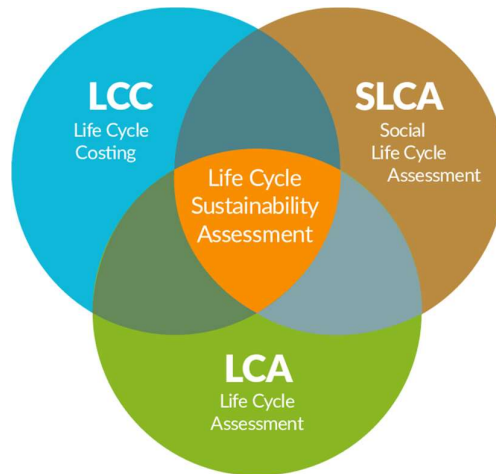 LCC
Life Cycle
Costing
SLCA
Social
Life Cycle
Assessment
Life Cycle
Sustainability
Assessment
LCA
Life Cycle
Assessment